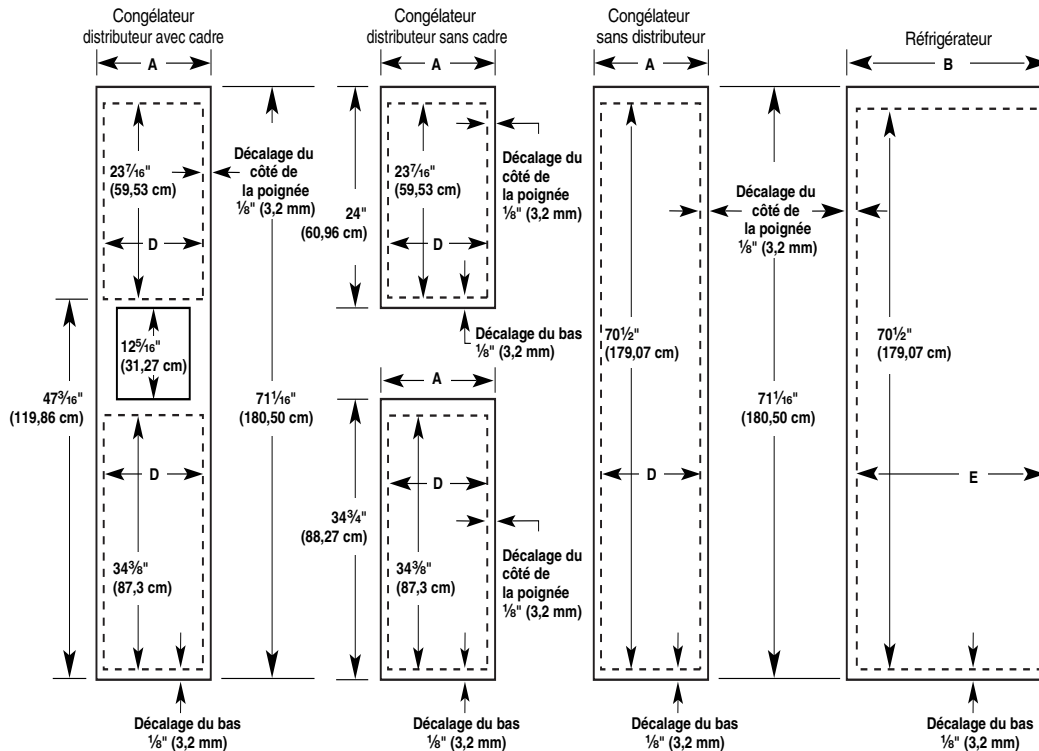 Congélateur
distributeur avec cadre
A
23⁷⁄₁₆"
(59,53 cm)
D
Décalage du
côté de
la poignée
⅛" (3,2 mm)
12⁵⁄₁₆"
(31,27 cm)
47³⁄₁₆"
(119,86 cm)
71¹⁄₁₆"
(180,50 cm)
D
34⅜"
(87,3 cm)
Décalage du bas
⅛" (3,2 mm)
Congélateur
distributeur sans cadre
A
23⁷⁄₁₆"
(59,53 cm)
24"
(60,96 cm)
D
Décalage du
côté de
la poignée
⅛" (3,2 mm)
Décalage du bas
⅛" (3,2 mm)
A
D
34¾"
(88,27 cm)
34⅜"
(87,3 cm)
Décalage du
côté de
la poignée
⅛" (3,2 mm)
Décalage du bas
⅛" (3,2 mm)
Congélateur
sans distributeur
A
70½"
(179,07 cm)
D
Décalage du bas
⅛" (3,2 mm)
Décalage du
côté de
la poignée
⅛" (3,2 mm)
71¹⁄₁₆"
(180,50 cm)
Réfrigérateur
B
70½"
(179,07 cm)
E
Décalage du bas
⅛" (3,2 mm)